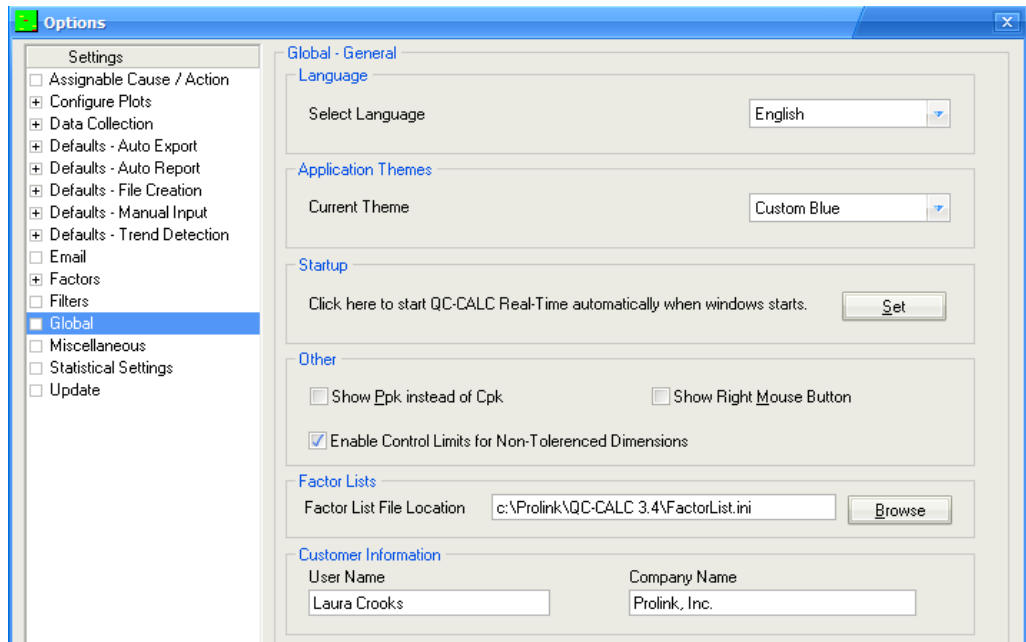 Options
Settings
Assignable Cause / Action
Configure Plots
Data Collection
Defaults - Auto Export
Defaults - Auto Report
Defaults - File Creation
Defaults - Manual Input
Defaults - Trend Detection
Email
Factors
Filters
Global
Miscellaneous
Statistical Settings
Update
Global - General
Language
Select Language English
Application Themes
Current Theme Custom Blue
Startup
Click here to start QC-CALC Real-Time automatically when windows starts. Set
Other
Show Ppk instead of Cpk Show Right Mouse Button
Enable Control Limits for Non-Tolerenced Dimensions
Factor Lists
Factor List File Location c:\Prolink\QC-CALC 3.4\FactorList.ini Browse
Customer Information
User Name Company Name
Laura Crooks Prolink, Inc.